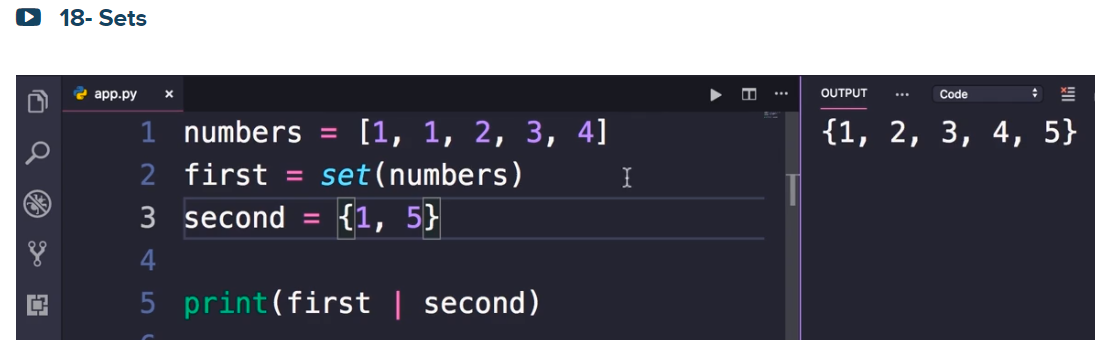 18- Sets
app.py ×
OUTPUT ... Code
1 numbers = [1, 1, 2, 3, 4]
2 first = set(numbers)
3 second = {1, 5}
4
5 print(first | second)
{1, 2, 3, 4, 5}